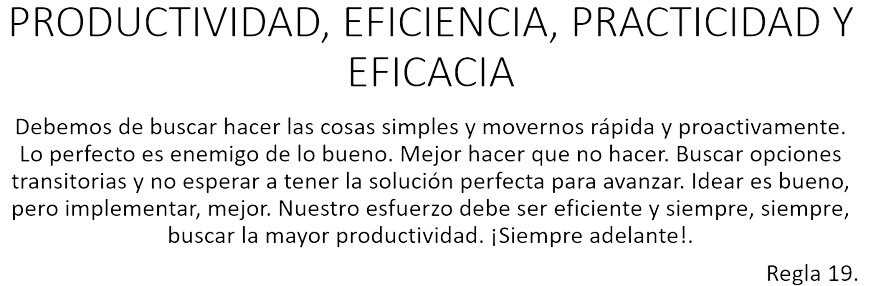 PRODUCTIVIDAD, EFICIENCIA, PRACTICIDAD Y
EFICACIA
Debemos de buscar hacer las cosas simples y movernos rápida y proactivamente.
Lo perfecto es enemigo de lo bueno. Mejor hacer que no hacer. Buscar opciones
transitorias y no esperar a tener la solución perfecta para avanzar. Idear es bueno,
pero implementar, mejor. Nuestro esfuerzo debe ser eficiente y siempre, siempre,
buscar la mayor productividad. ¡Siempre adelante!.
Regla 19.